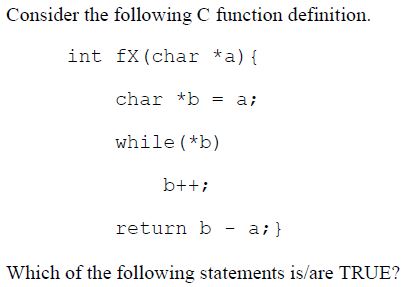 Consider the following C function definition.
int fX(char *a){
char *b = a;
while(*b)
b++;
return b - a;}
Which of the following statements is/are TRUE?